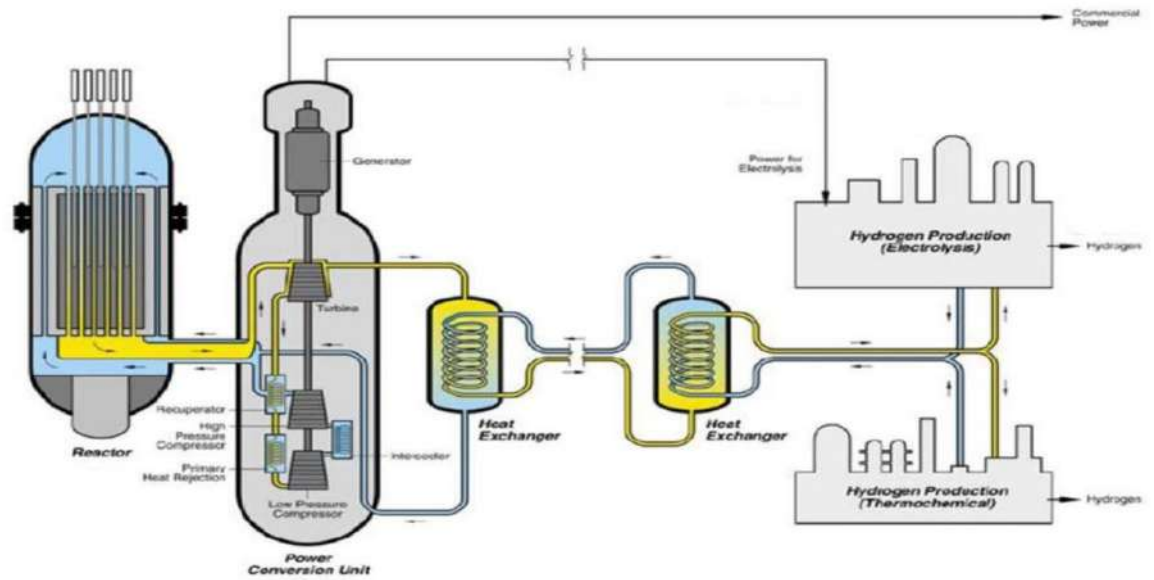 Commercial
Power
Generator
Power for
Electrolysis
Hydrogen Production
(Electrolysis)
Hydrogen
Turbine
Recuperator
High
Pressure
Compressor
Primary
Heat Rejection
Intercooler
Low Pressure
Compressor
Reactor
Heat
Exchanger
Heat
Exchanger
Hydrogen Production
(Thermochemical)
Hydrogen
Power
Conversion Unit